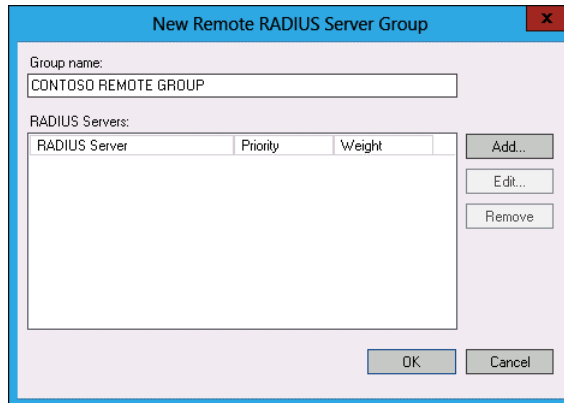 New Remote RADIUS Server Group
x
Group name:
CONTOSO REMOTE GROUP
RADIUS Servers:
RADIUS Server Priority Weight
Add...
Edit...
Remove
OK Cancel